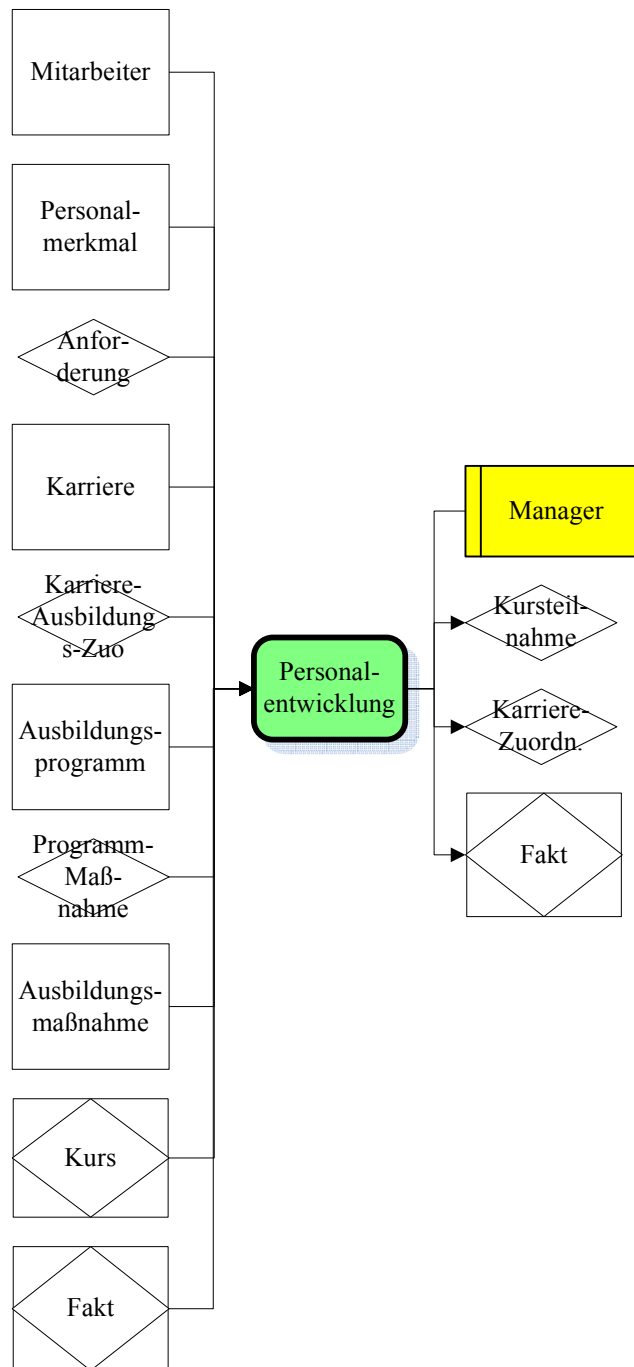 Mitarbeiter
Personal-
merkmal
Anfor-
derung
Karriere
Karriere-
Ausbildung
s-Zuo
Ausbildungs-
programm
Programm-
Maß-
nahme
Ausbildungs-
maßnahme
Kurs
Fakt
Personal-
entwicklung
Manager
Kursteil-
nahme
Karriere-
Zuordn.
Fakt